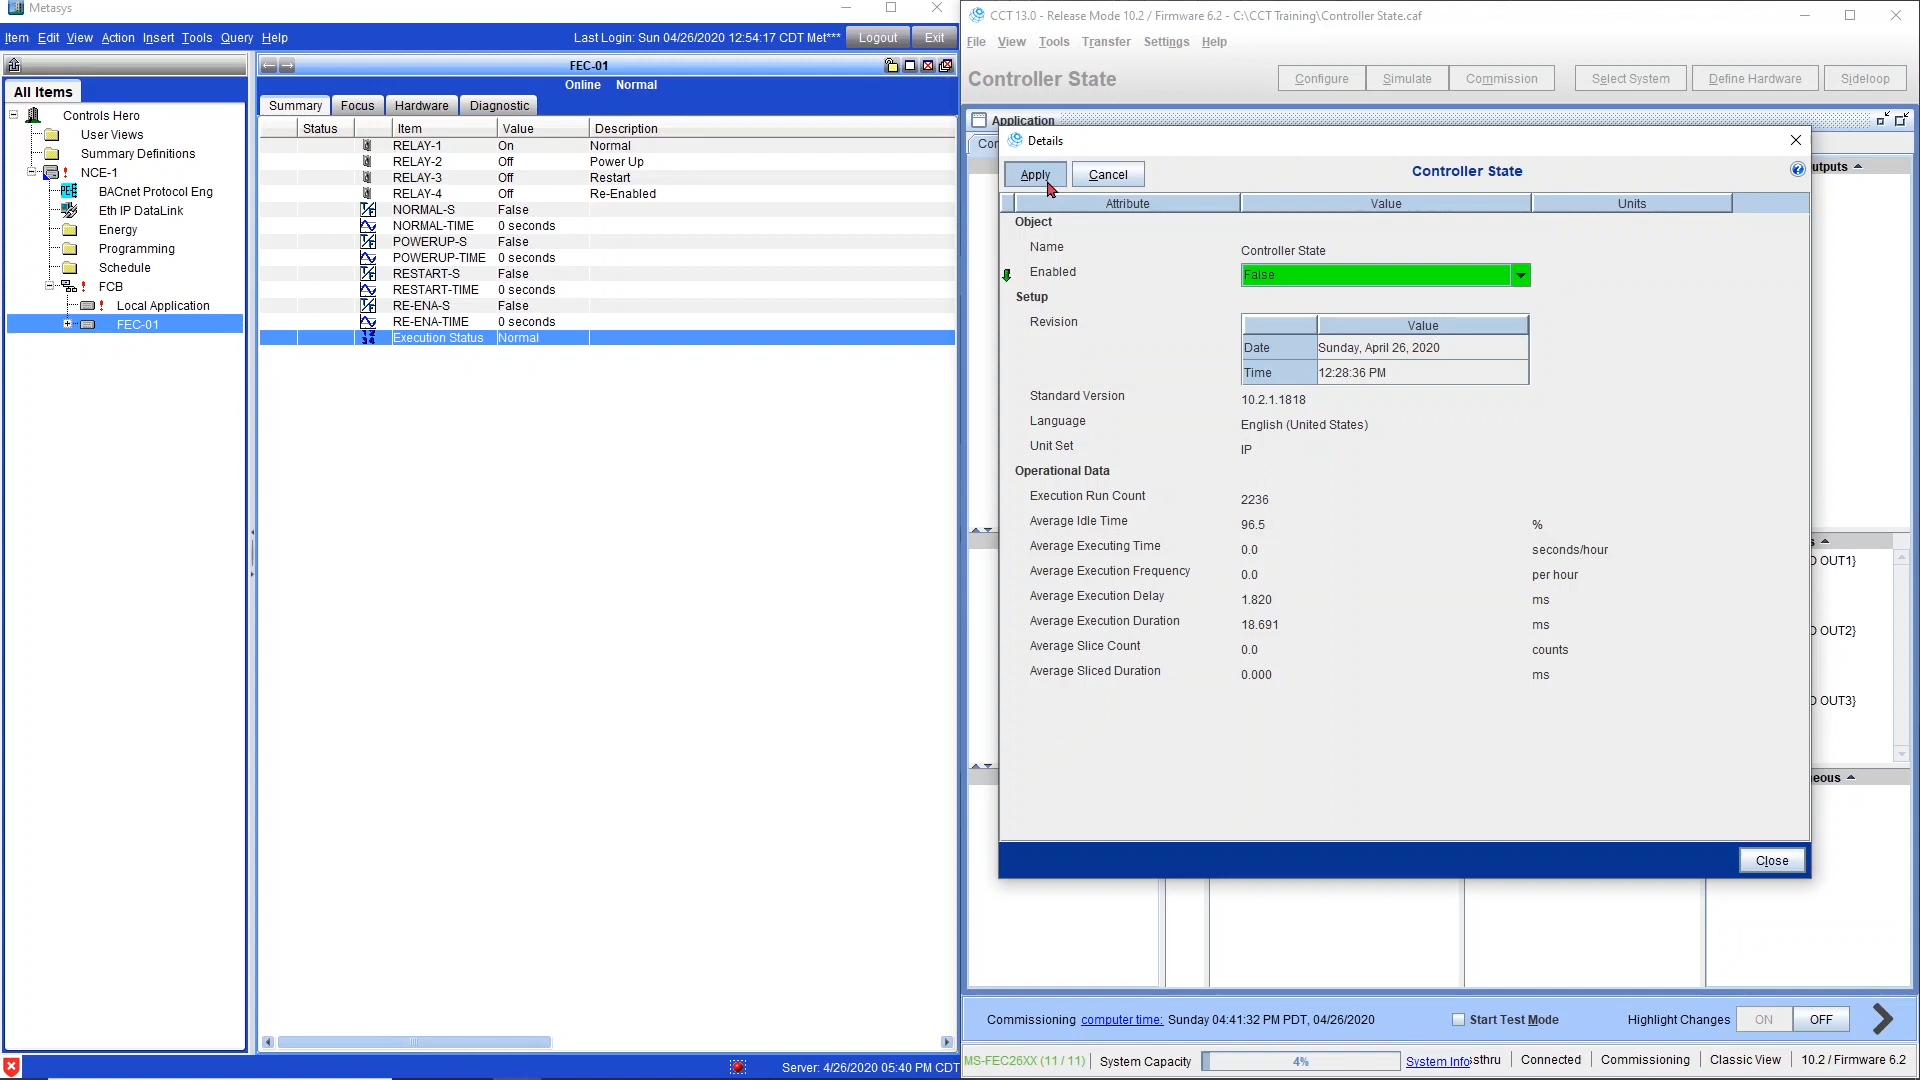 Metasys
Item Edit View Action Insert Tools Query Help
Last Login: Sun 04/26/2020 12:54:17 CDT Met***
Logout
Exit
All Items
Controls Hero
User Views
Summary Definitions
NCE-1
BACnet Protocol Eng
Eth IP DataLink
Energy
Programming
Schedule
FCB
Local Application
FEC-01
FEC-01
Online Normal
Summary Focus Hardware Diagnostic
Status Item Value Description
RELAY-1 On Normal
RELAY-2 Off Power Up
RELAY-3 Off Restart
RELAY-4 Off Re-Enabled
NORMAL-S False
NORMAL-TIME 0 seconds
POWERUP-S False
POWERUP-TIME 0 seconds
RESTART-S False
RESTART-TIME 0 seconds
RE-ENA-S False
RE-ENA-TIME 0 seconds
Execution Status Normal
Server: 4/26/2020 05:40 PM CDT
CCT 13.0 - Release Mode 10.2 / Firmware 6.2 - C:\CCT Training\Controller State.caf
File View Tools Transfer Settings Help
Controller State
Configure Simulate Commission Select System Define Hardware Sideloop
Application
Con
utputs
Details
Apply Cancel
Controller State
Attribute Value Units
Object
Name Controller State
Enabled False
Setup
Revision
Value
Date Sunday, April 26, 2020
Time 12:28:36 PM
Standard Version 10.2.1.1818
Language English (United States)
Unit Set IP
Operational Data
Execution Run Count 2236
Average Idle Time 96.5 %
Average Executing Time 0.0 seconds/hour
Average Execution Frequency 0.0 per hour
Average Execution Delay 1.820 ms
Average Execution Duration 18.691 ms
Average Slice Count 0.0 counts
Average Sliced Duration 0.000 ms
Close
s
OUT1}
OUT2}
OUT3}
eous
Commissioning computer time: Sunday 04:41:32 PM PDT, 04/26/2020
Start Test Mode
Highlight Changes ON OFF
MS-FEC26XX (11 / 11) System Capacity 4% System Info sthru Connected Commissioning Classic View 10.2 / Firmware 6.2